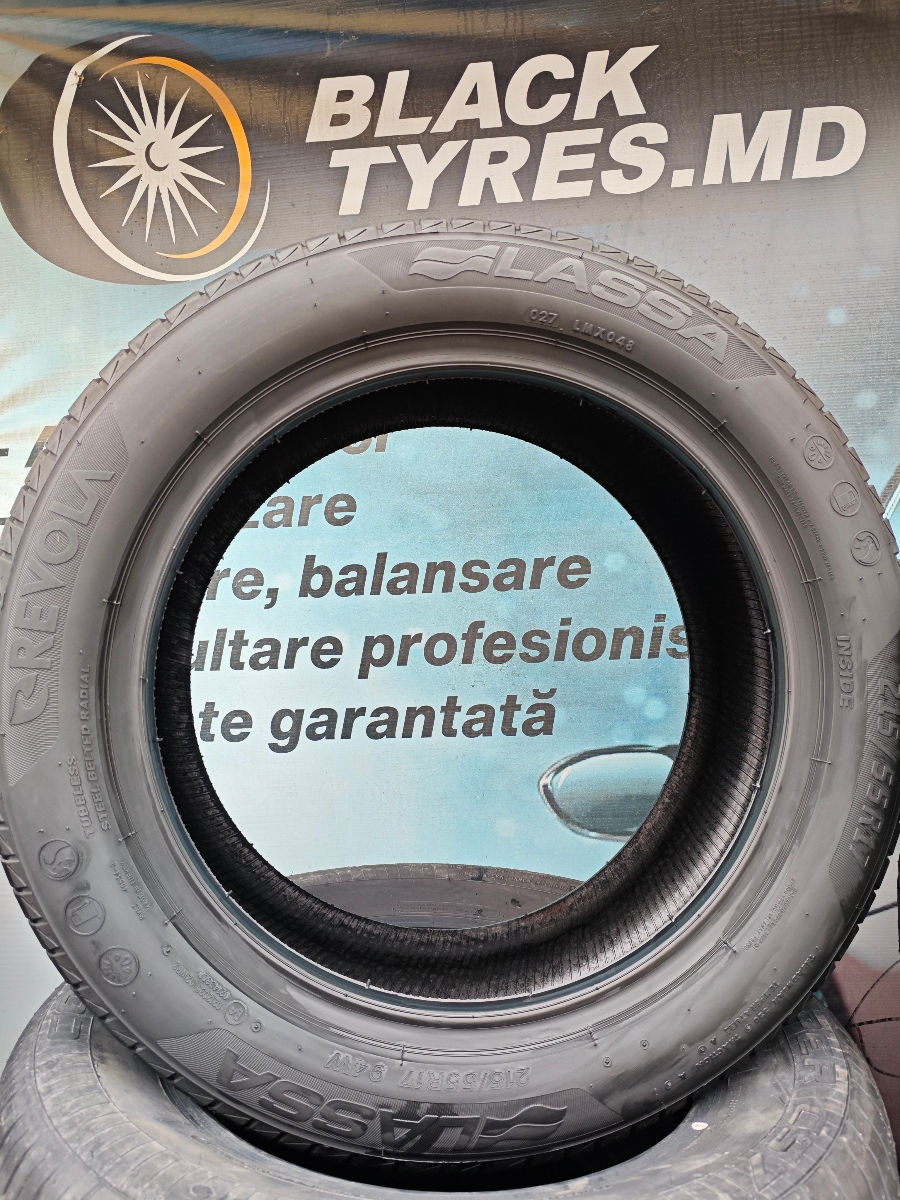 BLACK
TYRES.MD
LASSA
027 LMX048
REVOLA
zare
re, balansare
ultare profesionis
te garantată
INSIDE
215/55R17
TUBELESS
STEEL BELTED RADIAL
215/55R17 94W
LASSA